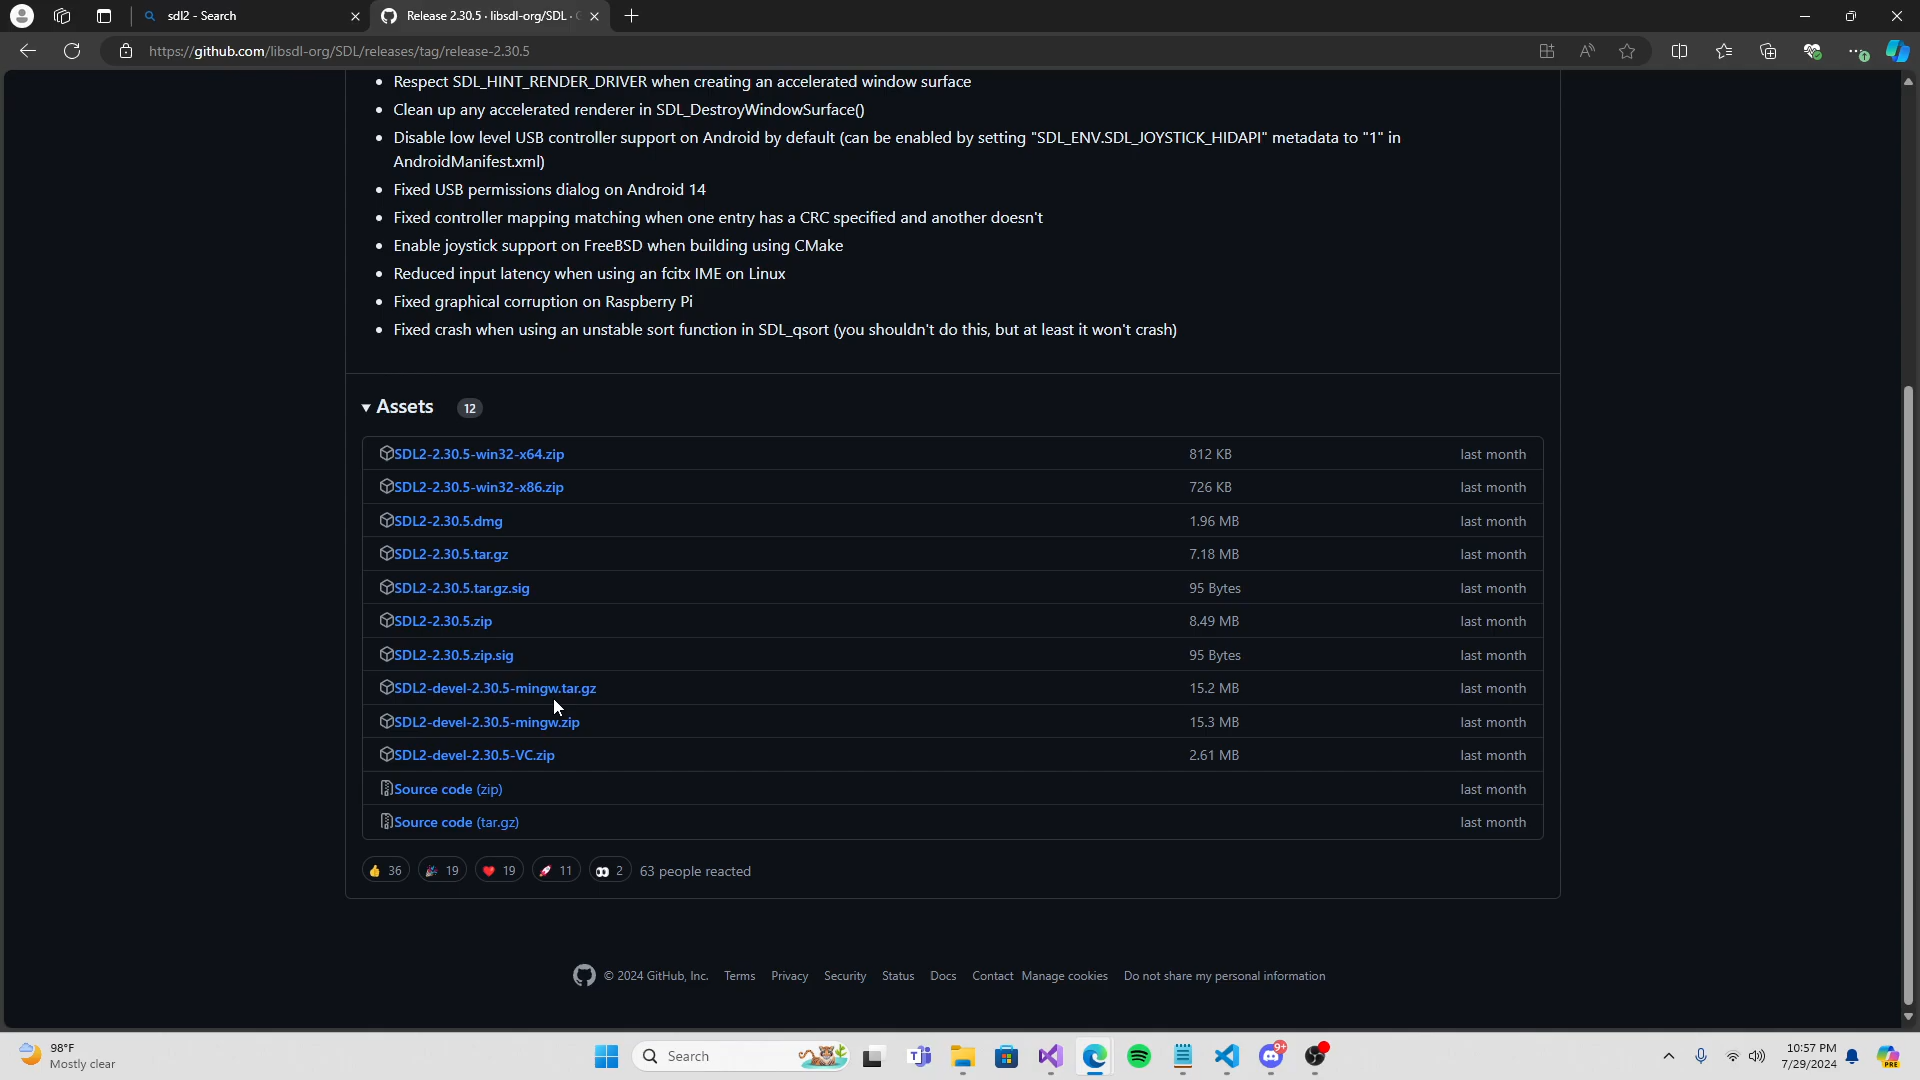 sdl2 - Search
Release 2.30.5 · libsdl-org/SDL ·
https://github.com/libsdl-org/SDL/releases/tag/release-2.30.5
Respect SDL_HINT_RENDER_DRIVER when creating an accelerated window surface
Clean up any accelerated renderer in SDL_DestroyWindowSurface()
Disable low level USB controller support on Android by default (can be enabled by setting "SDL_ENV.SDL_JOYSTICK_HIDAPI" metadata to "1" in
AndroidManifest.xml)
Fixed USB permissions dialog on Android 14
Fixed controller mapping matching when one entry has a CRC specified and another doesn't
Enable joystick support on FreeBSD when building using CMake
Reduced input latency when using an fcitx IME on Linux
Fixed graphical corruption on Raspberry Pi
Fixed crash when using an unstable sort function in SDL_qsort (you shouldn't do this, but at least it won't crash)
Assets 12
SDL2-2.30.5-win32-x64.zip 812 KB last month
SDL2-2.30.5-win32-x86.zip 726 KB last month
SDL2-2.30.5.dmg 1.96 MB last month
SDL2-2.30.5.tar.gz 7.18 MB last month
SDL2-2.30.5.tar.gz.sig 95 Bytes last month
SDL2-2.30.5.zip 8.49 MB last month
SDL2-2.30.5.zip.sig 95 Bytes last month
SDL2-devel-2.30.5-mingw.tar.gz 15.2 MB last month
SDL2-devel-2.30.5-mingw.zip 15.3 MB last month
SDL2-devel-2.30.5-VC.zip 2.61 MB last month
Source code (zip) last month
Source code (tar.gz) last month
36 19 19 11 2 63 people reacted
© 2024 GitHub, Inc. Terms Privacy Security Status Docs Contact Manage cookies Do not share my personal information
98°F
Mostly clear
Search
9+
10:57 PM
7/29/2024
PRE